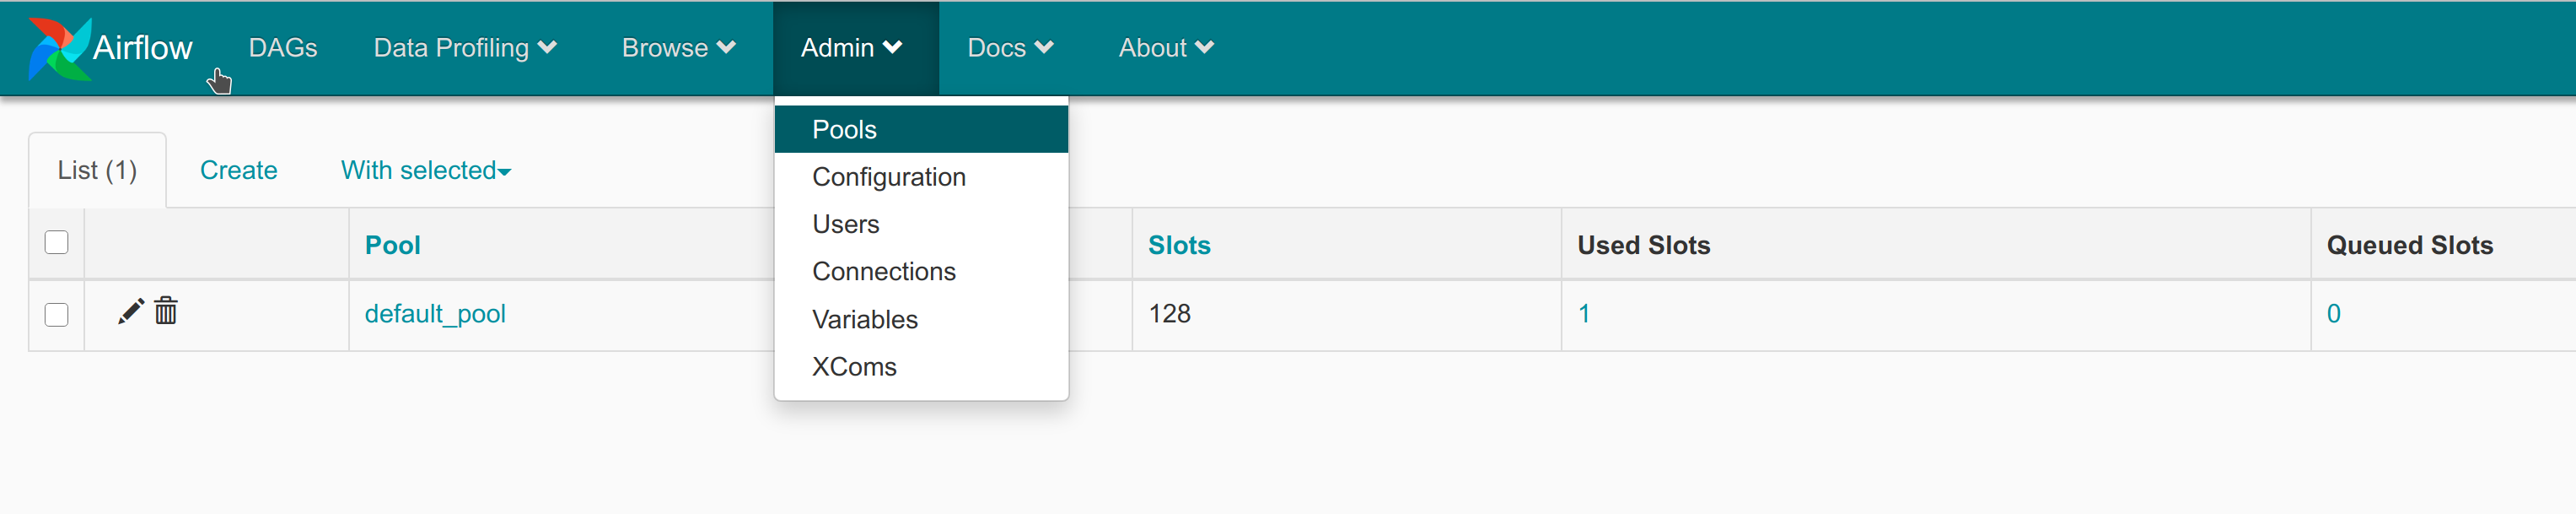 Airflow DAGs Data Profiling Browse Admin Docs About
Pools
Configuration
Users
Connections
Variables
XComs
List (1) Create With selected
Pool Slots Used Slots Queued Slots
default_pool 128 1 0